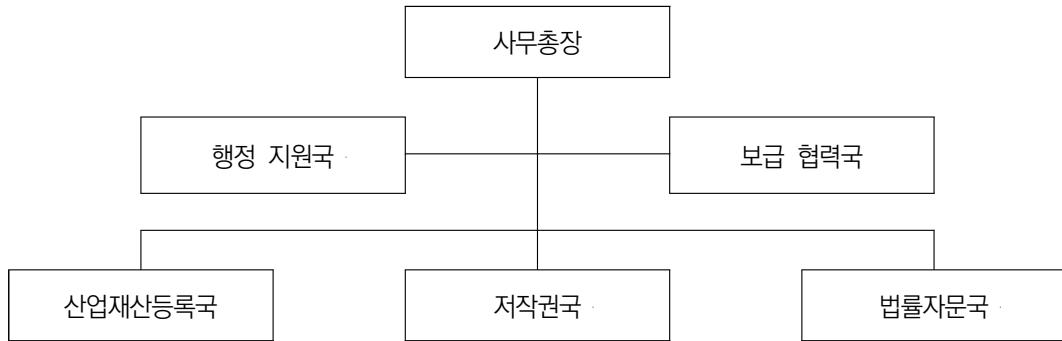 사무총장
행정 지원국
보급 협력국
산업재산등록국
저작권국
법률자문국